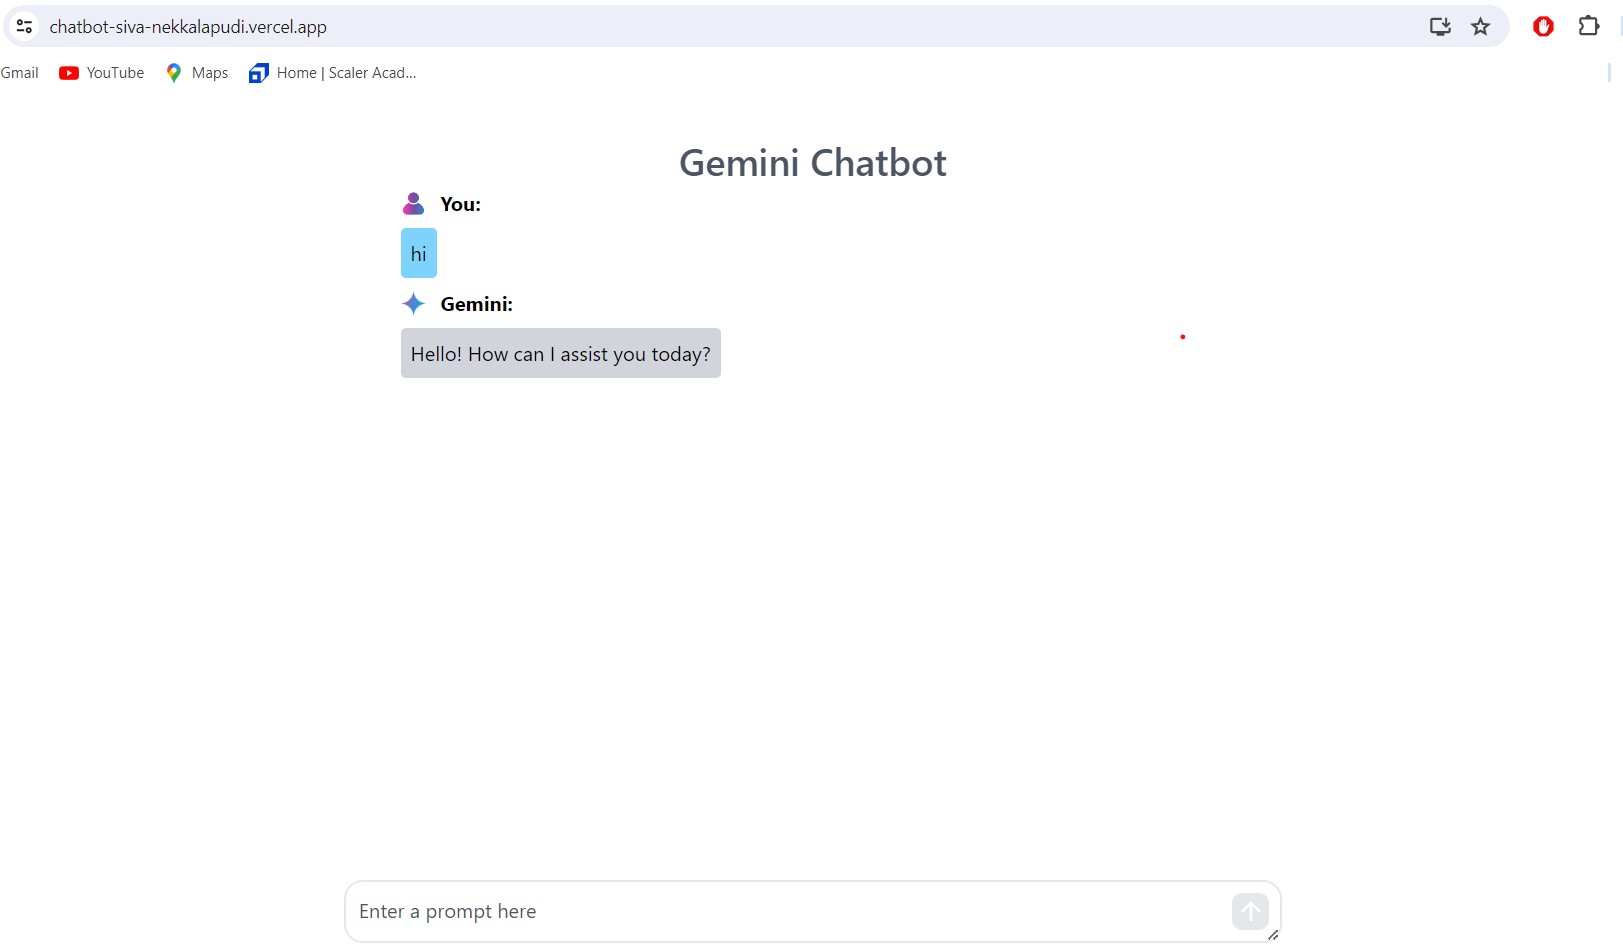 chatbot-siva-nekkalapudi.vercel.app
Gmail YouTube Maps Home | Scaler Acad...
Gemini Chatbot
You:
hi
Gemini:
Hello! How can I assist you today?
Enter a prompt here